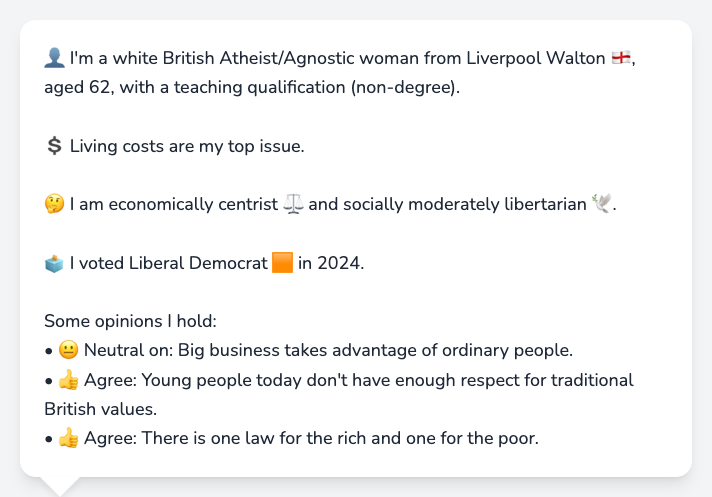 👤 I'm a white British Atheist/Agnostic woman from Liverpool Walton 🏴󠁧󠁢󠁥󠁮󠁧󠁿,
aged 62, with a teaching qualification (non-degree).
💲 Living costs are my top issue.
🤔 I am economically centrist ⚖️ and socially moderately libertarian 🕊️.
🗳️ I voted Liberal Democrat 🟧 in 2024.
Some opinions I hold:
• 😐 Neutral on: Big business takes advantage of ordinary people.
• 👍 Agree: Young people today don't have enough respect for traditional
British values.
• 👍 Agree: There is one law for the rich and one for the poor.